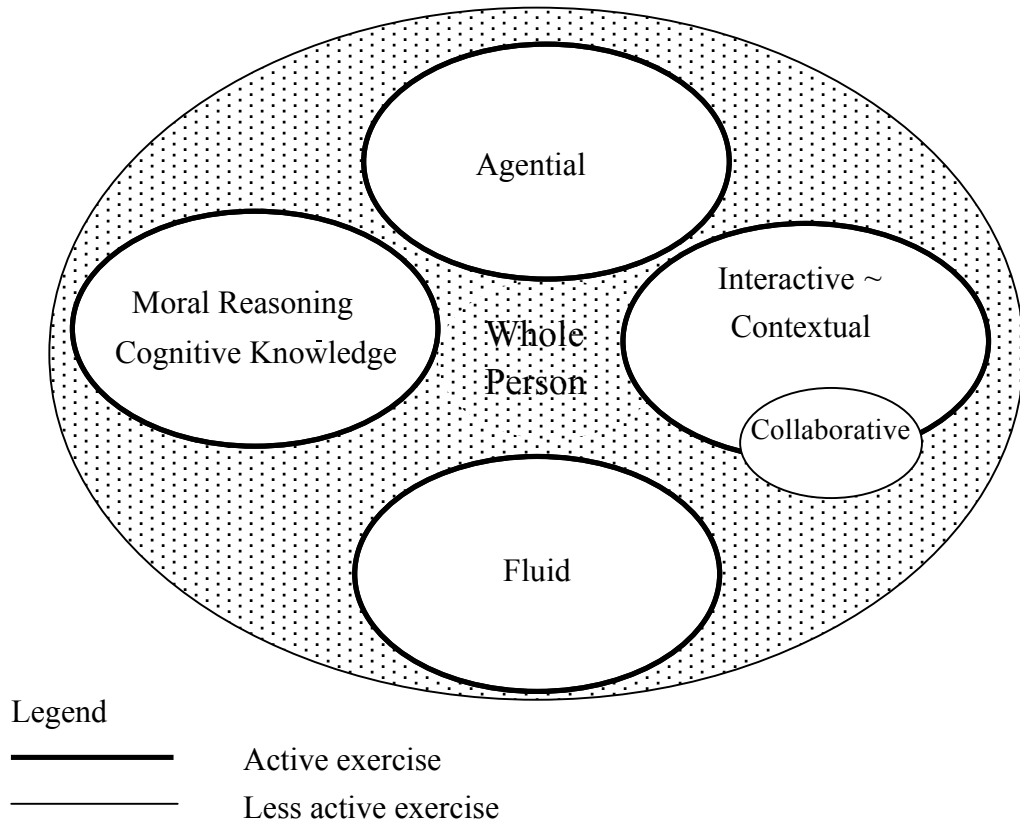 Agential
Moral Reasoning
Cognitive Knowledge
Interactive ~
Contextual
Whole
Person
Collaborative
Fluid
Legend
Active exercise
Less active exercise